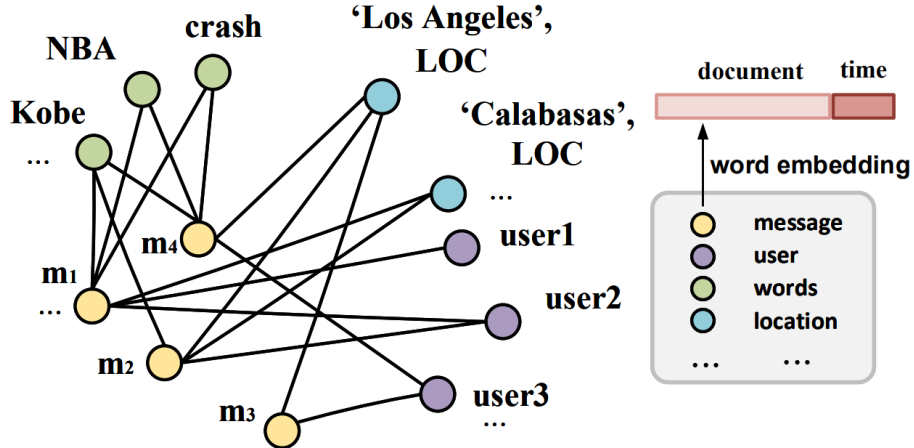 crash
NBA
Kobe
...
'Los Angeles',
LOC
'Calabasas',
LOC
...
m4
user1
m1
...
user2
m2
user3
...
m3
document
time
word embedding
message
user
words
location
... ...